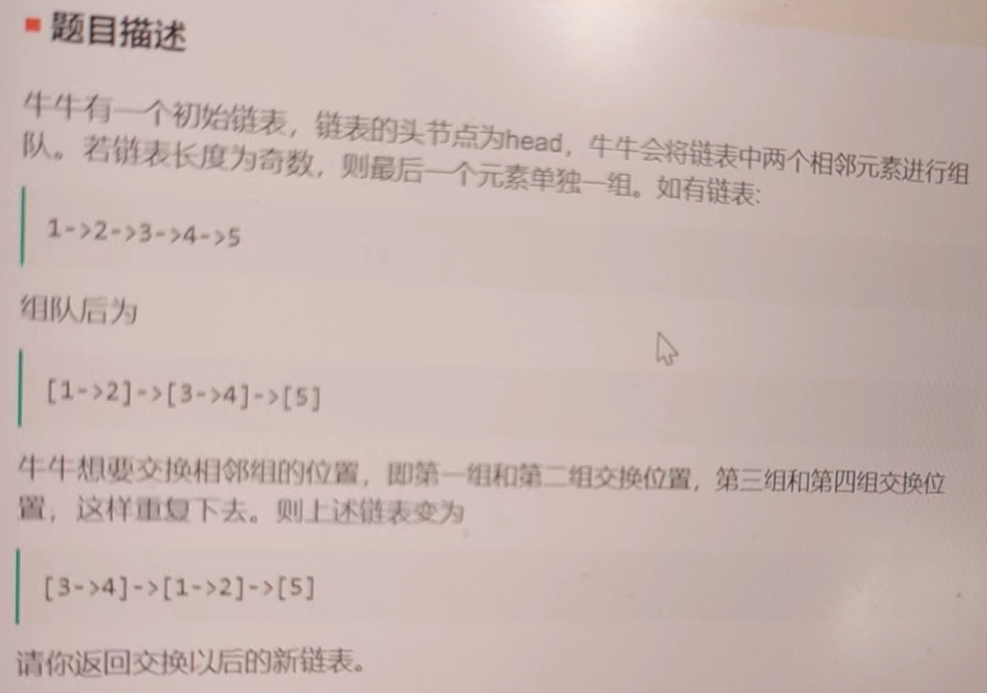 题目描述
牛牛有一个初始链表，链表的头节点为head，牛牛会将链表中两个相邻元素进行组
队。若链表长度为奇数，则最后一个元素单独一组。如有链表:
1->2->3->4->5
组队后为
[1->2]->[3->4]->[5]
牛牛想要交换相邻组的位置，即第一组和第二组交换位置，第三组和第四组交换位
置，这样重复下去。则上述链表变为
[3->4]->[1->2]->[5]
请你返回交换以后的新链表。